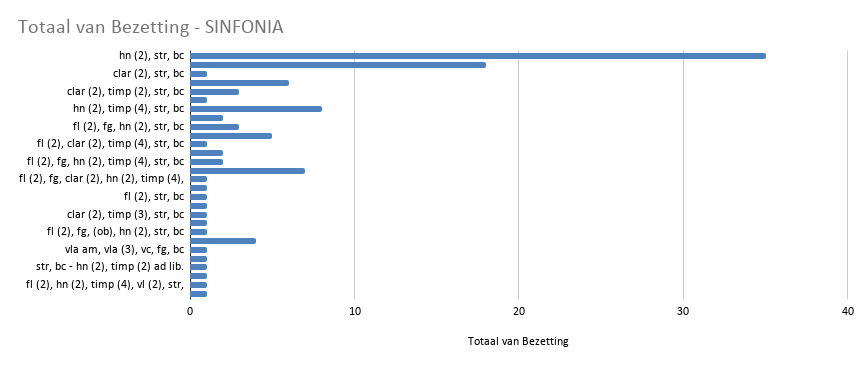 Totaal van Bezetting - SINFONIA
hn (2), str, bc
clar (2), str, bc
clar (2), timp (2), str, bc
hn (2), timp (4), str, bc
fl (2), fg, hn (2), str, bc
fl (2), clar (2), timp (4), str, bc
fl (2), fg, hn (2), timp (4), str, bc
fl (2), fg, clar (2), hn (2), timp (4),
fl (2), str, bc
clar (2), timp (3), str, bc
fl (2), fg, (ob), hn (2), str, bc
vla am, vla (3), vc, fg, bc
str, bc - hn (2), timp (2) ad lib.
fl (2), hn (2), timp (4), vl (2), str,
0 10 20 30 40
Totaal van Bezetting